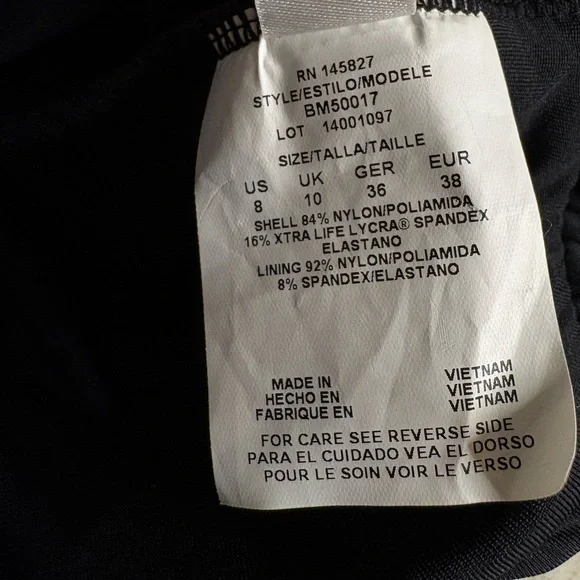 RN 145827
STYLE/ESTILO/MODELE
BM50017
LOT 14001097
SIZE/TALLA/TAILLE
US UK GER EUR
8 10 36 38
SHELL 84% NYLON/POLIAMIDA
16% XTRA LIFE LYCRA® SPANDEX
ELASTANO
LINING 92% NYLON/POLIAMIDA
8% SPANDEX/ELASTANO
MADE IN VIETNAM
HECHO EN VIETNAM
FABRIQUE EN VIETNAM
FOR CARE SEE REVERSE SIDE
PARA EL CUIDADO VEA EL DORSO
POUR LE SOIN VOIR LE VERSO